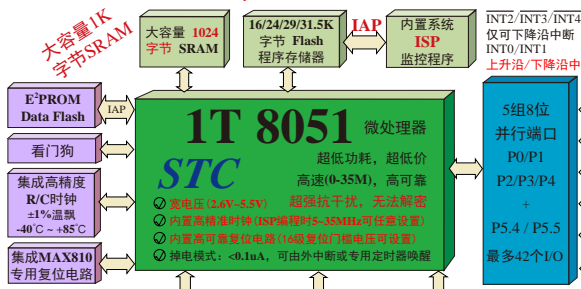 大容量1K
字节SRAM
大容量 1024
字节 SRAM
16/24/29/31.5K
字节 Flash
程序存储器
IAP
内置系统
ISP
监控程序
INT2/INT3/INT4
仅可下降沿中断
INT0/INT1
上升沿/下降沿中
E²PROM
Data Flash
IAP
看门狗
集成高精度
R/C时钟
±1%温飘
-40℃ ~ +85℃
集成MAX810
专用复位电路
1T 8051 微处理器
STC
超低功耗，超低价
高速(0-35M)，高可靠
超强抗干扰，无法解密
宽电压(2.6V~5.5V)
内置高精准时钟(ISP编程时5-35MHz可任意设置)
内置高可靠复位电路(16级复位门槛电压可设置)
掉电模式：<0.1uA，可由外中断或专用定时器唤醒
5组8位
并行端口
P0/P1
P2/P3/P4
+
P5.4 / P5.5
最多42个I/O